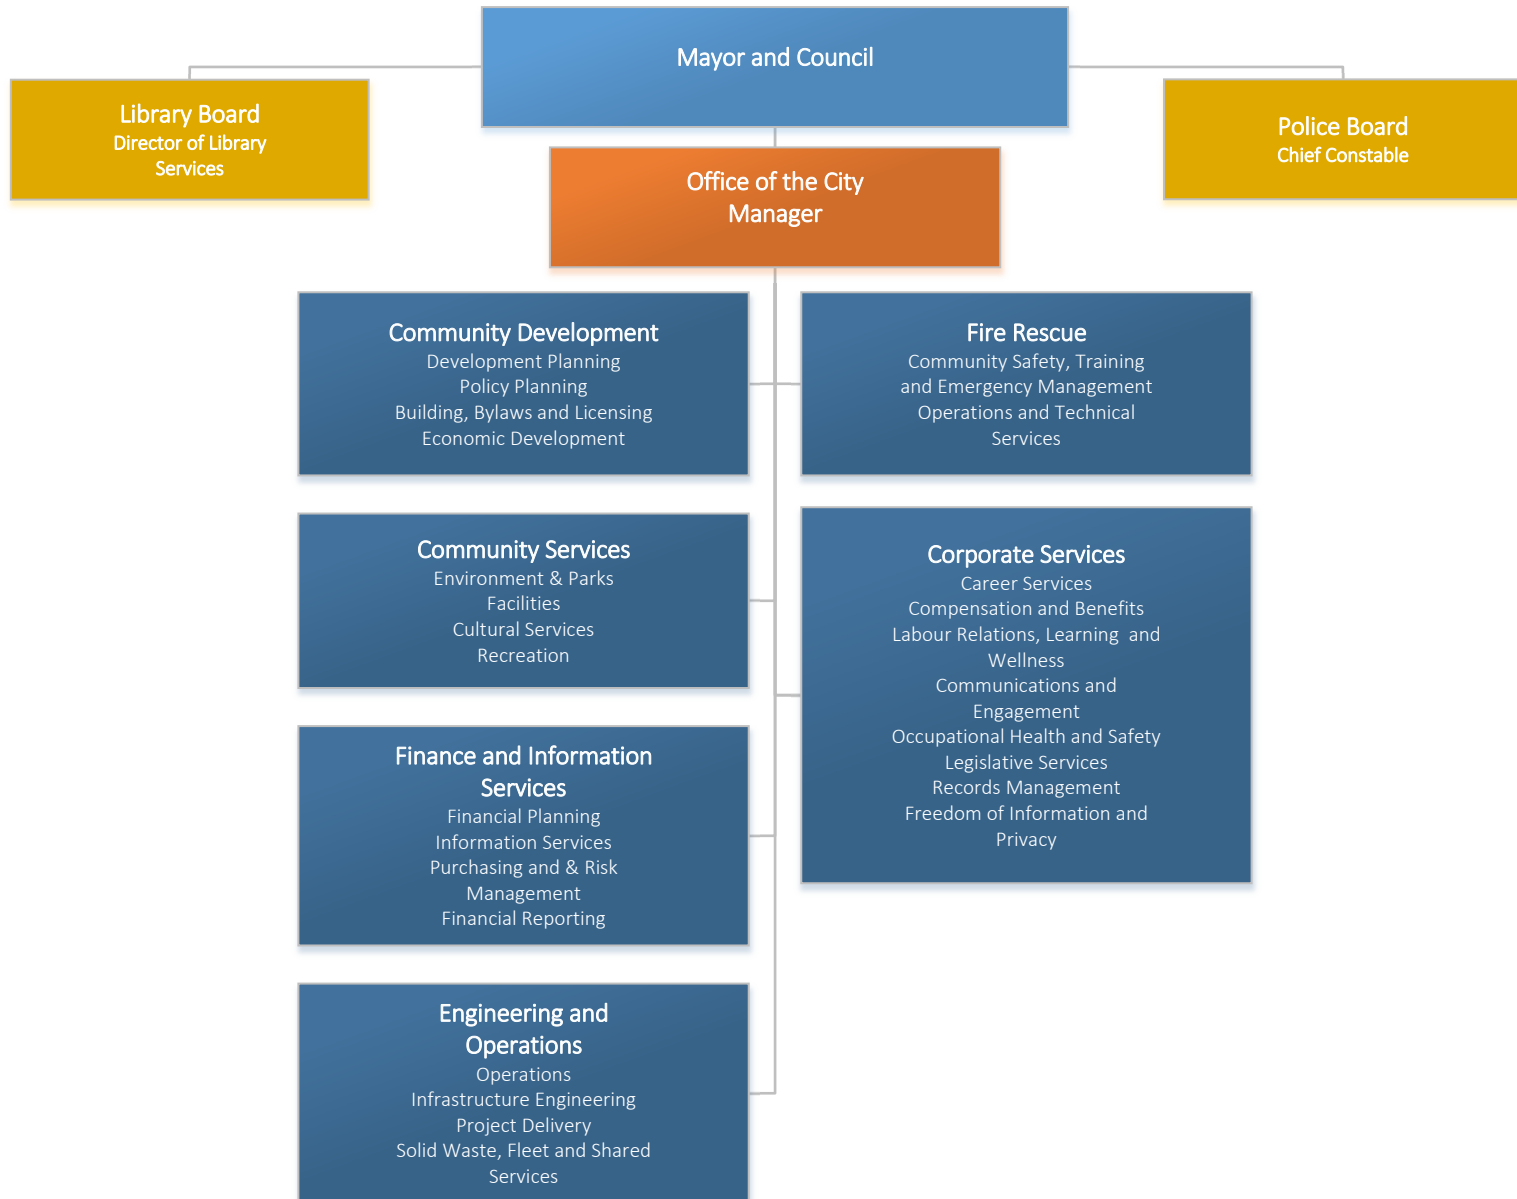 Mayor and Council
Library Board
Director of Library
Services
Police Board
Chief Constable
Office of the City
Manager
Community Development
Development Planning
Policy Planning
Building, Bylaws and Licensing
Economic Development
Fire Rescue
Community Safety, Training
and Emergency Management
Operations and Technical
Services
Community Services
Environment & Parks
Facilities
Cultural Services
Recreation
Corporate Services
Career Services
Compensation and Benefits
Labour Relations, Learning and
Wellness
Communications and
Engagement
Occupational Health and Safety
Legislative Services
Records Management
Freedom of Information and
Privacy
Finance and Information
Services
Financial Planning
Information Services
Purchasing and & Risk
Management
Financial Reporting
Engineering and
Operations
Operations
Infrastructure Engineering
Project Delivery
Solid Waste, Fleet and Shared
Services